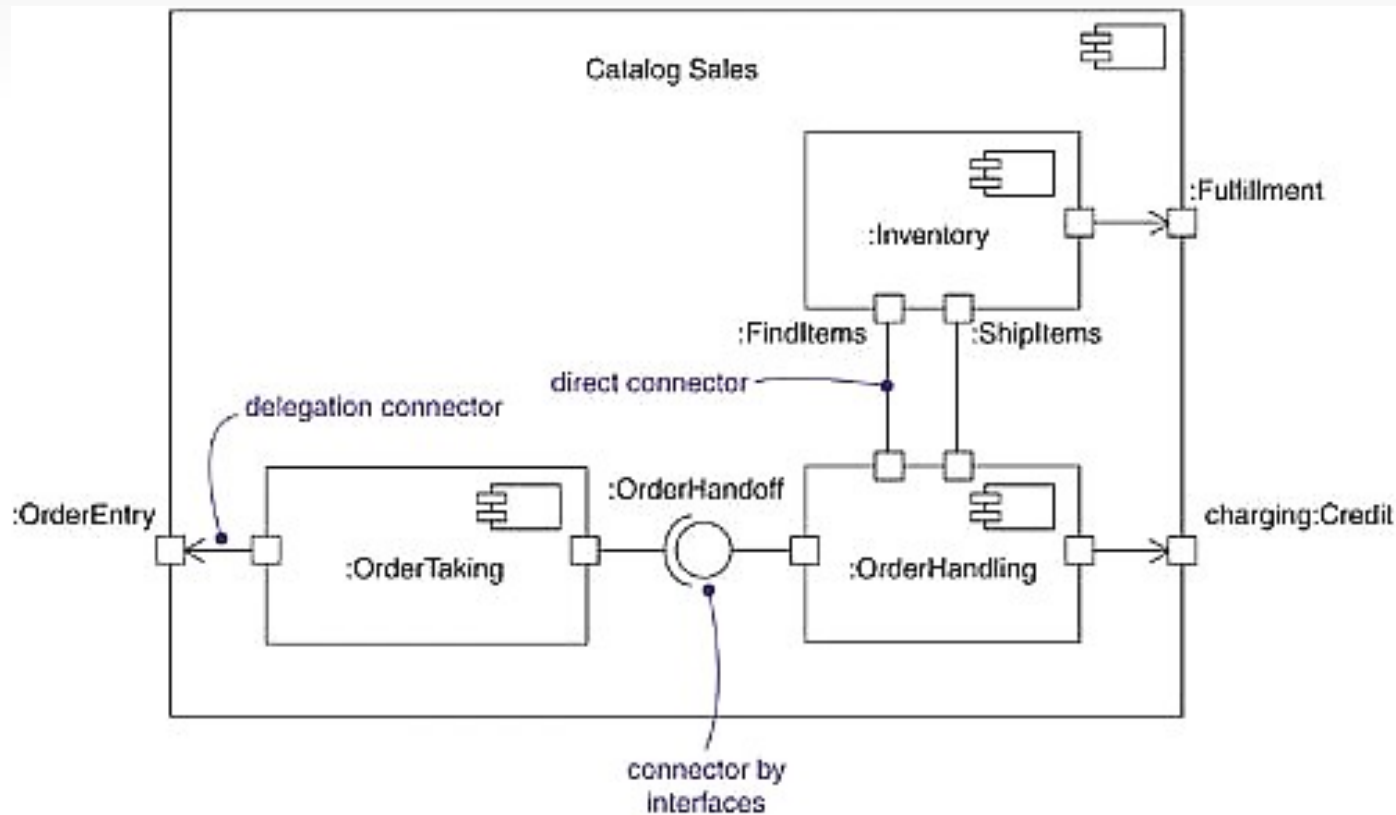 Catalog Sales
:Fulfillment
:Inventory
:FindItems
:ShipItems
direct connector
delegation connector
:OrderEntry
:OrderHandoff
charging:Credit
:OrderTaking
:OrderHandling
connector by
interfaces